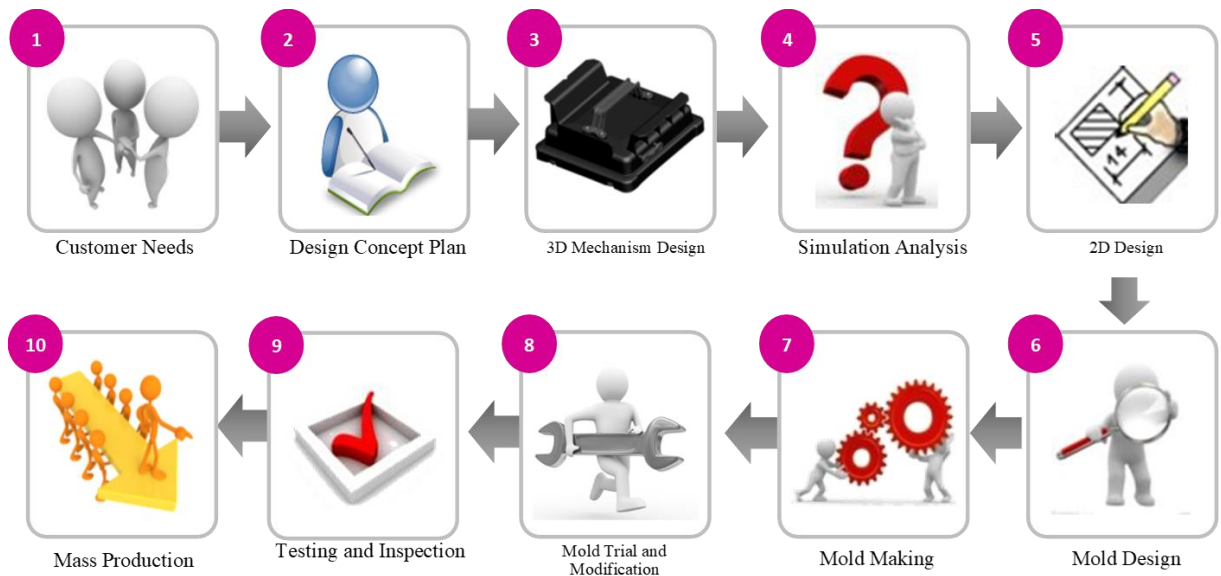 1
2
3
4
5
Customer Needs
Design Concept Plan
3D Mechanism Design
Simulation Analysis
14
2D Design
10
9
8
7
6
Mass Production
Testing and Inspection
Mold Trial and
Modification
Mold Making
Mold Design